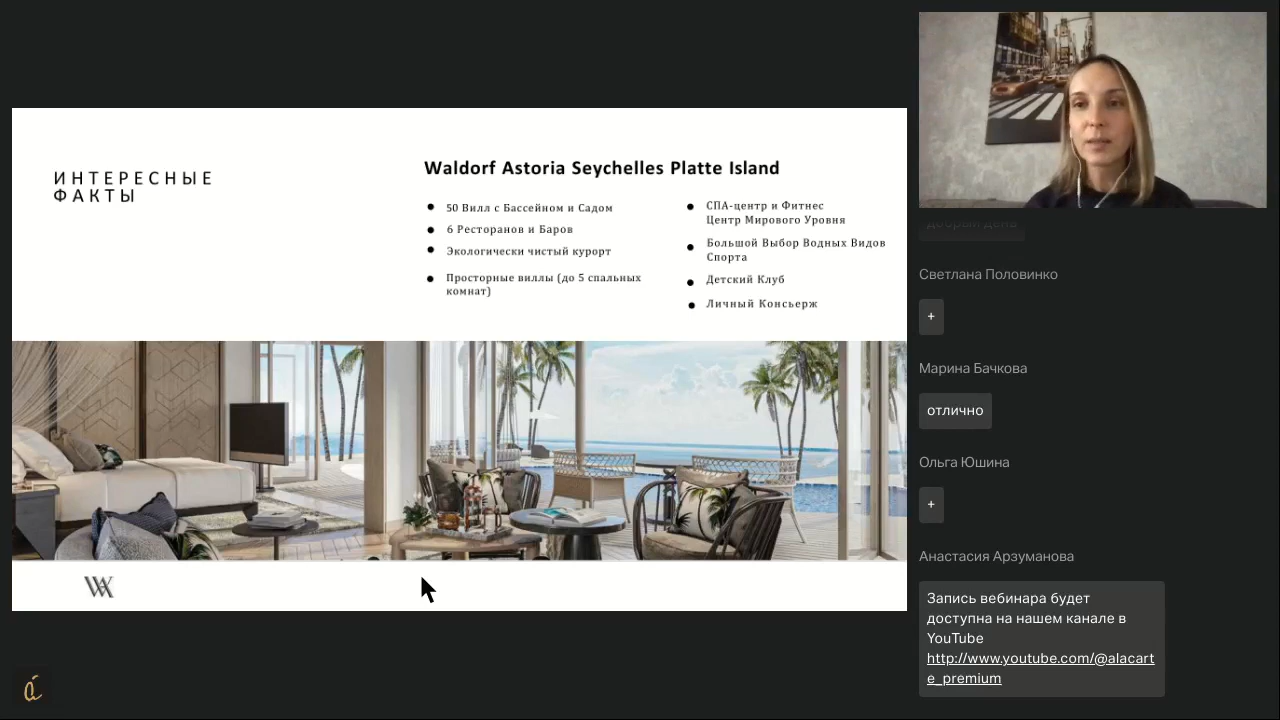 ИНТЕРЕСНЫЕ
ФАКТЫ
Waldorf Astoria Seychelles Platte Island
50 Вилл с Бассейном и Садом
6 Ресторанов и Баров
Экологически чистый курорт
Просторные виллы (до 5 спальных
комнат)
СПА-центр и Фитнес
Центр Мирового Уровня
Большой Выбор Водных Видов
Спорта
Детский Клуб
Личный Консьерж
WA
á
добрый день
Светлана Половинко
+
Марина Бачкова
отлично
Ольга Юшина
+
Анастасия Арзуманова
Запись вебинара будет
доступна на нашем канале в
YouTube
http://www.youtube.com/@alacart
e_premium